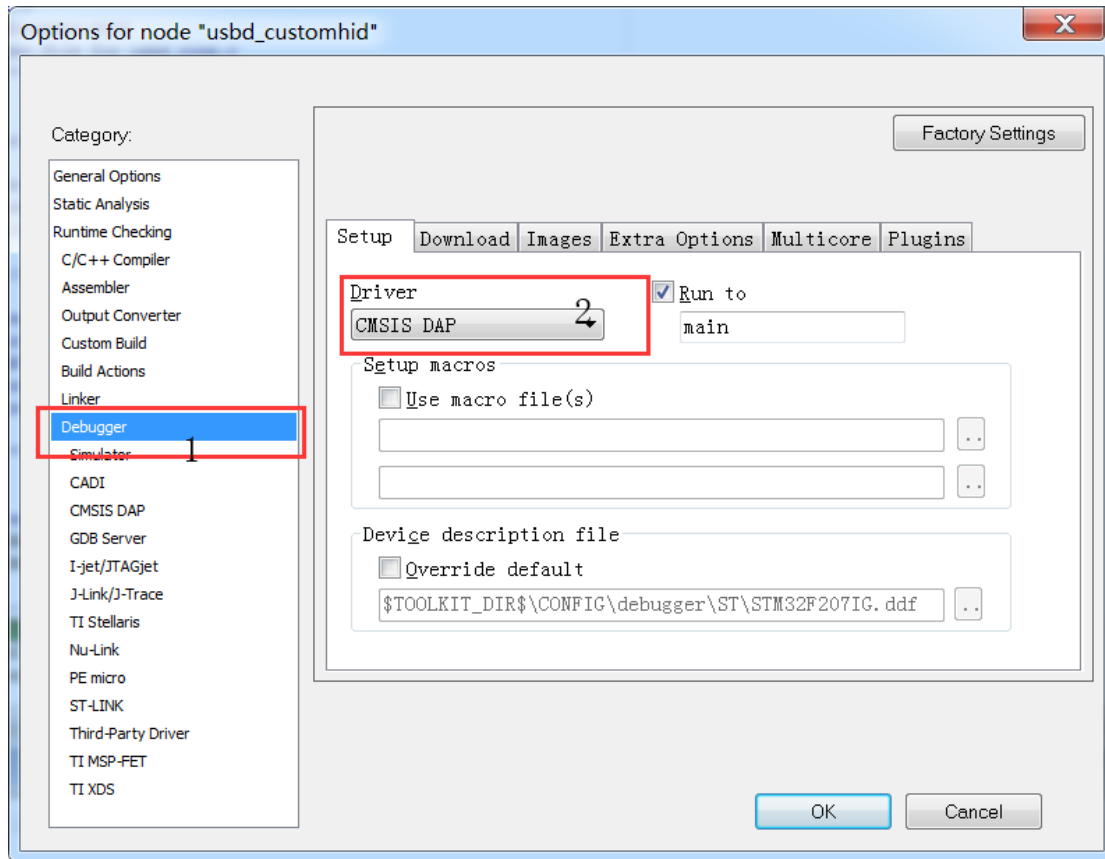 Options for node "usbd_customhid"
Factory Settings
Category:
General Options
Static Analysis
Runtime Checking
C/C++ Compiler
Assembler
Output Converter
Custom Build
Build Actions
Linker
Debugger
1
Simulator
CADI
CMSIS DAP
GDB Server
I-jet/JTAGjet
J-Link/J-Trace
TI Stellaris
Nu-Link
PE micro
ST-LINK
Third-Party Driver
TI MSP-FET
TI XDS
Setup Download Images Extra Options Multicore Plugins
Driver
2
CMSIS DAP
Run to
main
Setup macros
Use macro file(s)
..
..
Device description file
Override default
$TOOLKIT_DIR$\CONFIG\debugger\ST\STM32F207IG.ddf
..
OK Cancel